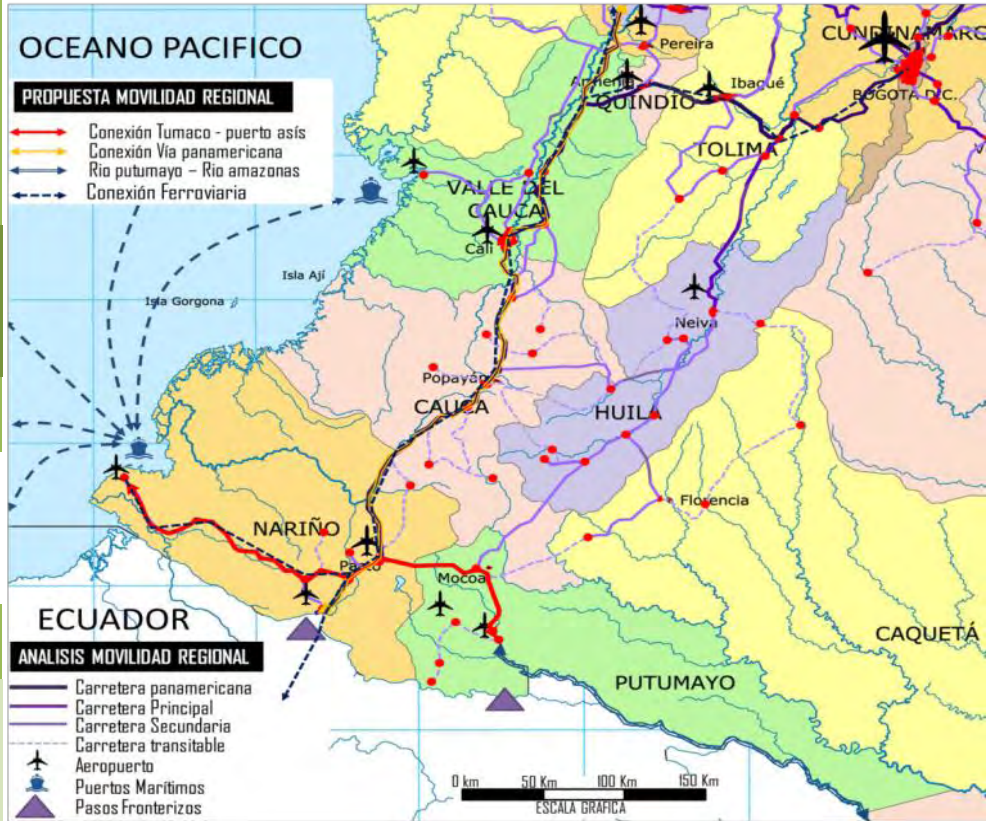 OCEANO PACIFICO
PROPUESTA MOVILIDAD REGIONAL
Conexión Tumaco - puerto asís
Conexión Vía panamericana
Rio putumayo – Rio amazonas
Conexión Ferroviaria
CUNDINAMARC
Pereira
Armenia
Ibagué
QUINDÍO
BOGOTÁ D.C.
TOLIMA
VALLE DEL
CAUCA
Cali
Isla Ají
Isla Gorgona
Neiva
Popayán
CAUCA
HUILA
Florencia
NARIÑO
Pasto
Mocoa
CAQUETÁ
PUTUMAYO
ECUADOR
ANALISIS MOVILIDAD REGIONAL
Carretera panamericana
Carretera Principal
Carretera Secundaria
Carretera transitable
Aeropuerto
Puertos Marítimos
Pasos Fronterizos
0 Km 50 Km 100 Km 150 Km
ESCALA GRAFICA